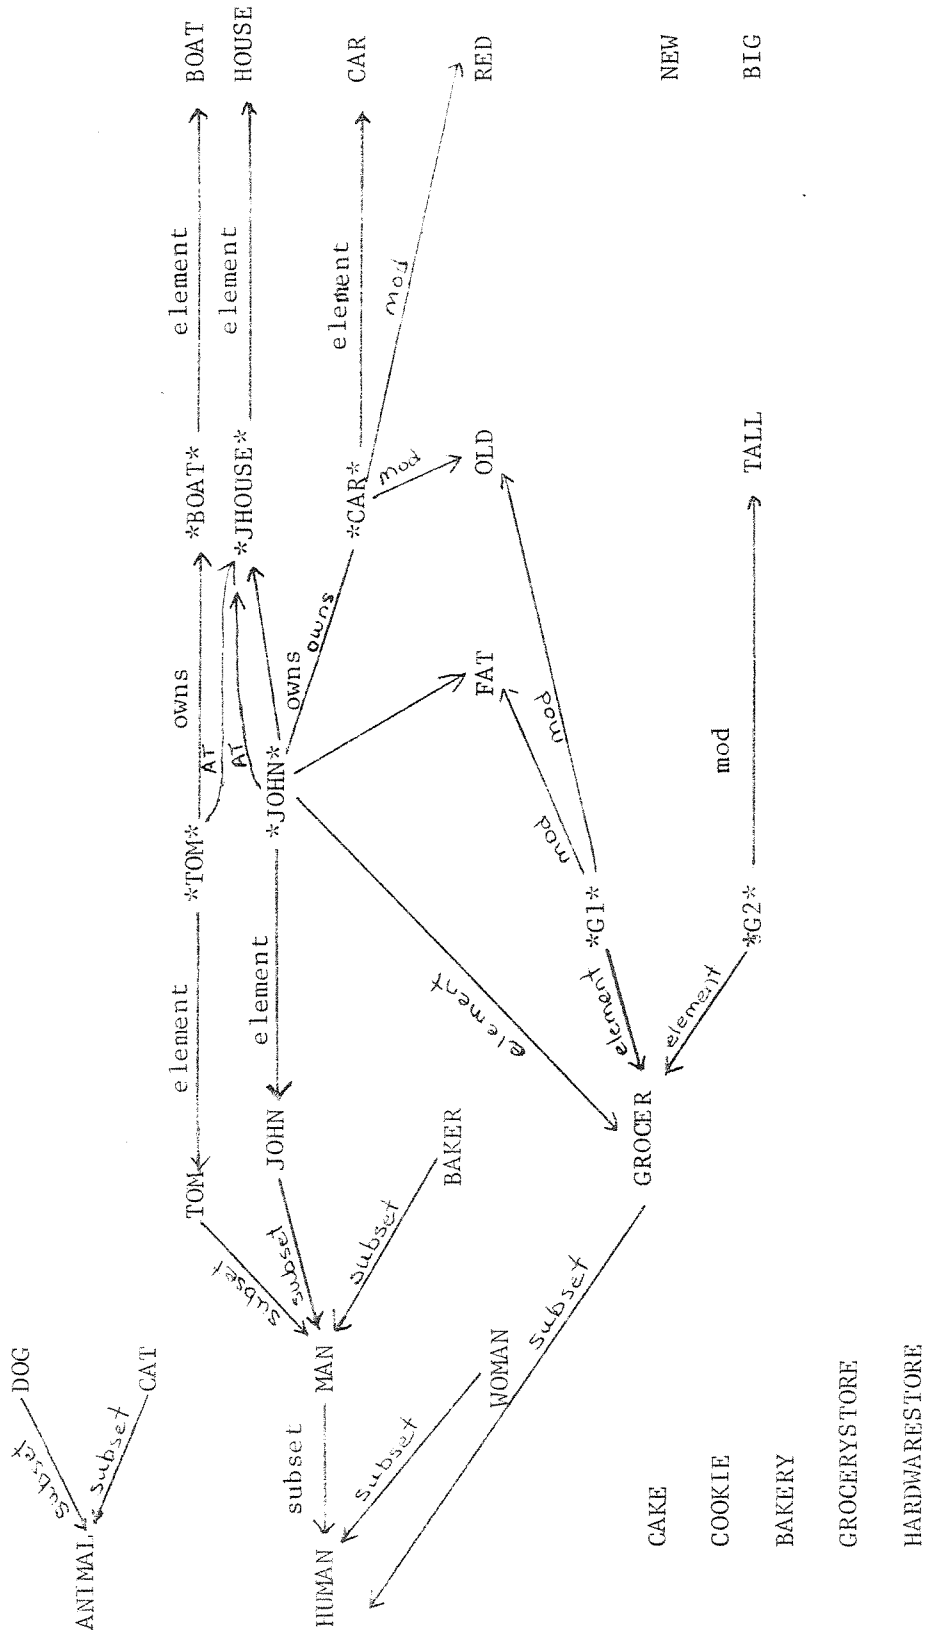 ANIMAL
subset
DOG
subset
CAT
TOM
element
*TOM*
owns
*BOAT*
element
BOAT
AT
*JHOUSE*
element
HOUSE
AT
subset
JOHN
element
*JOHN*
owns
owns
*CAR*
element
CAR
mod
RED
mod
OLD
subset
HUMAN
subset
MAN
subset
BAKER
subset
WOMAN
element
FAT
mod
mod
subset
GROCER
element
*G1*
element
*G2*
mod
TALL
NEW
BIG
CAKE
COOKIE
BAKERY
GROCERYSTORE
HARDWARESTORE